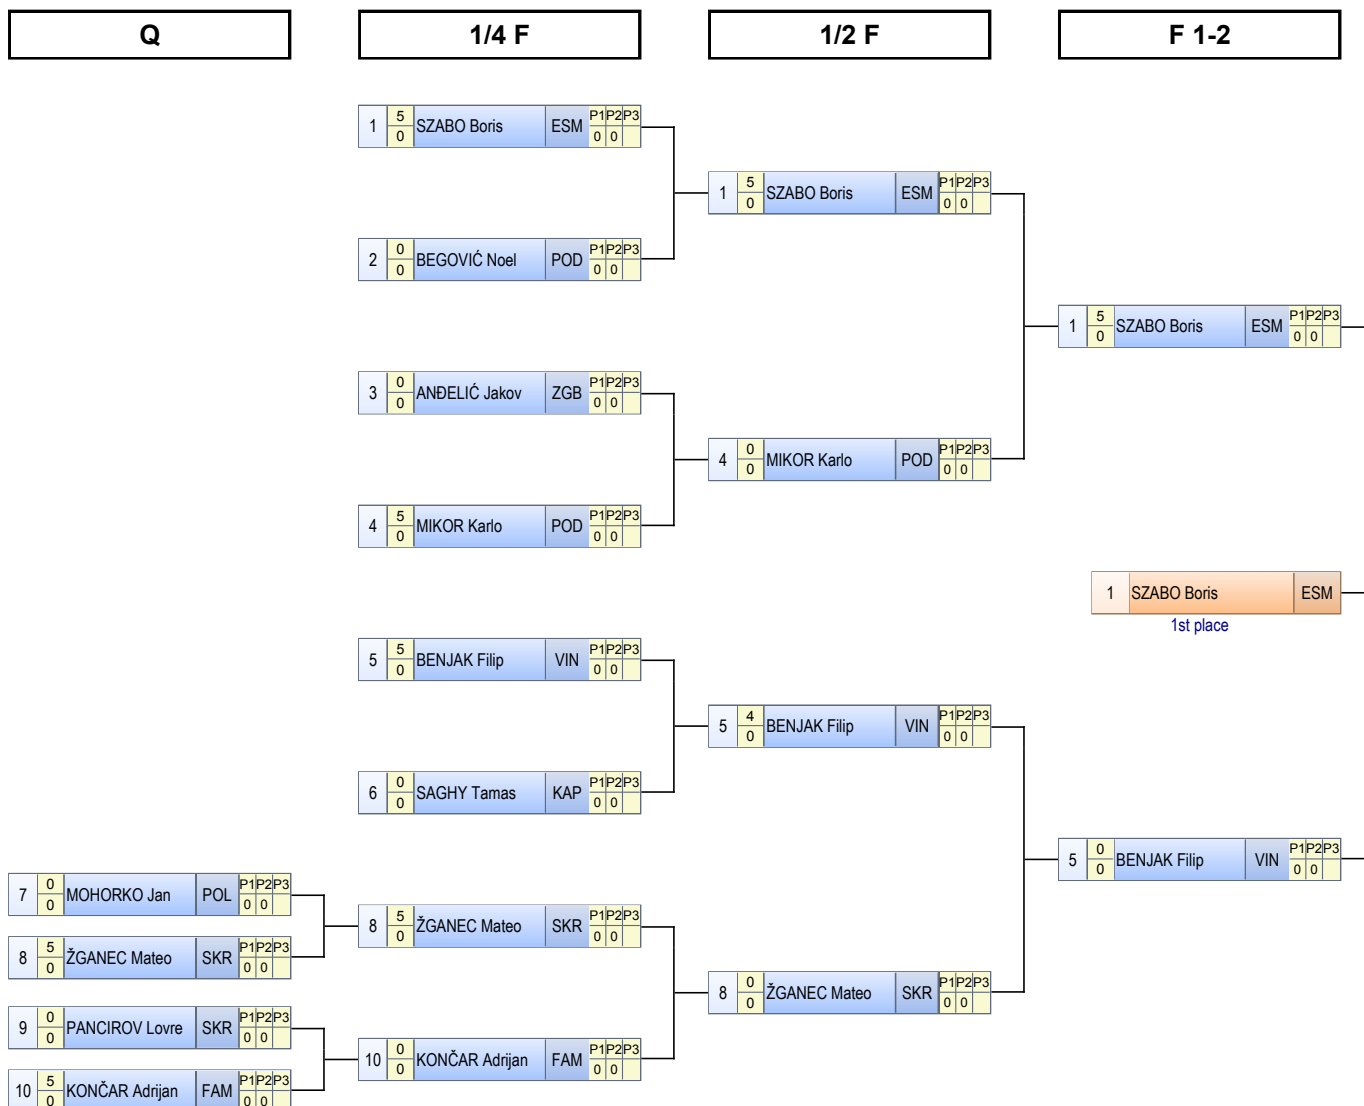 Q 1/4 F 1/2 F F 1-2
1 5 SZABO Boris ESM P1 P2 P3
0 0 0
1 5 SZABO Boris ESM P1 P2 P3
0 0 0
2 0 BEGOVIĆ Noel POD P1 P2 P3
0 0 0
1 5 SZABO Boris ESM P1 P2 P3
0 0 0
3 0 ANĐELIĆ Jakov ZGB P1 P2 P3
0 0 0
4 0 MIKOR Karlo POD P1 P2 P3
0 0 0
4 5 MIKOR Karlo POD P1 P2 P3
0 0 0
1 SZABO Boris ESM
1st place
5 5 BENJAK Filip VIN P1 P2 P3
0 0 0
5 4 BENJAK Filip VIN P1 P2 P3
0 0 0
6 0 SAGHY Tamas KAP P1 P2 P3
0 0 0
5 0 BENJAK Filip VIN P1 P2 P3
0 0 0
7 0 MOHORKO Jan POL P1 P2 P3
0 0 0
8 5 ŽGANEC Mateo SKR P1 P2 P3
0 0 0
8 5 ŽGANEC Mateo SKR P1 P2 P3
0 0 0
8 0 ŽGANEC Mateo SKR P1 P2 P3
0 0 0
9 0 PANCIROV Lovre SKR P1 P2 P3
0 0 0
10 0 KONČAR Adrijan FAM P1 P2 P3
0 0 0
10 5 KONČAR Adrijan FAM P1 P2 P3
0 0 0